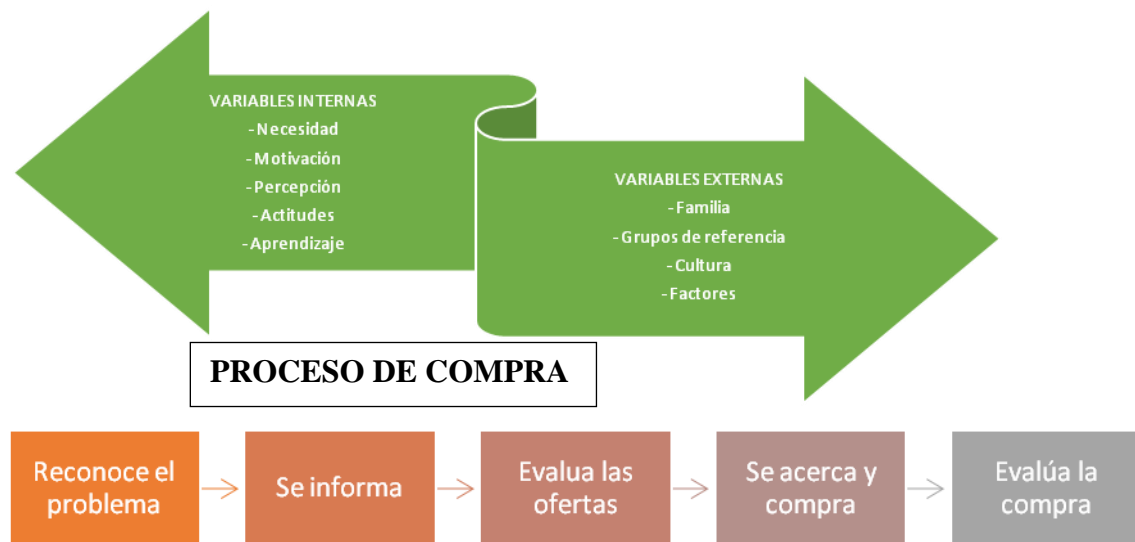 VARIABLES INTERNAS
-Necesidad
-Motivación
-Percepción
-Actitudes
-Aprendizaje
VARIABLES EXTERNAS
-Familia
-Grupos de referencia
-Cultura
-Factores
PROCESO DE COMPRA
Reconoce el
problema
Se informa
Evalua las
ofertas
Se acerca y
compra
Evalúa la
compra